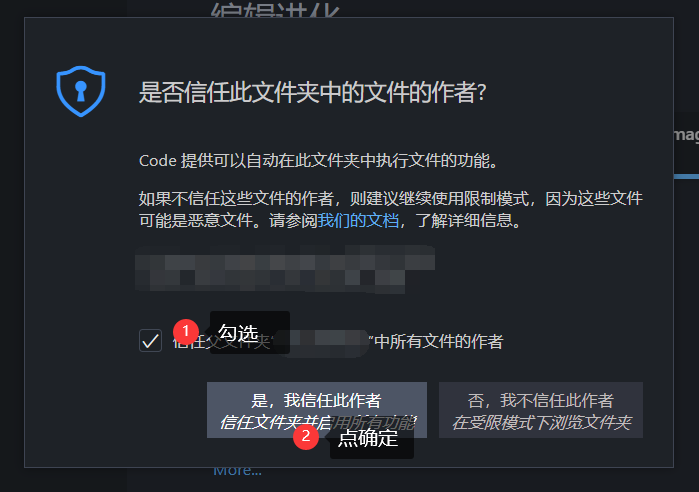 编辑进化
是否信任此文件夹中的文件的作者?
Code 提供可以自动在此文件夹中执行文件的功能。
如果不信任这些文件的作者，则建议继续使用限制模式，因为这些文件
可能是恶意文件。请参阅我们的文档，了解详细信息。
1 勾选
信任父文件夹“ ”中所有文件的作者
是，我信任此作者
信任文件夹并启用所有功能
否，我不信任此作者
在受限模式下浏览文件夹
2 点确定
More...